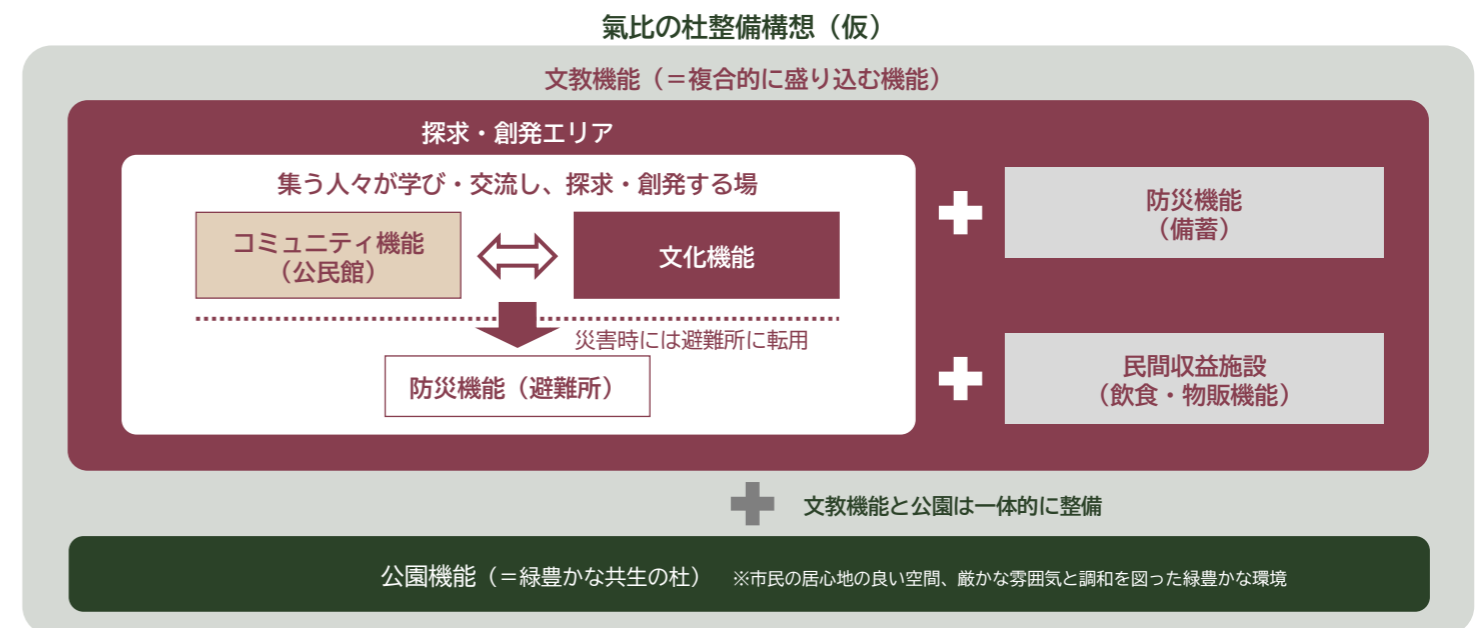 氣比の杜整備構想（仮）
文教機能（＝複合的に盛り込む機能）
探求・創発エリア
集う人々が学び・交流し、探求・創発する場
コミュニティ機能
（公民館）
文化機能
災害時には避難所に転用
防災機能（避難所）
防災機能
（備蓄）
民間収益施設
（飲食・物販機能）
文教機能と公園は一体的に整備
公園機能（＝緑豊かな共生の杜） ※市民の居心地の良い空間、厳かな雰囲気と調和を図った緑豊かな環境